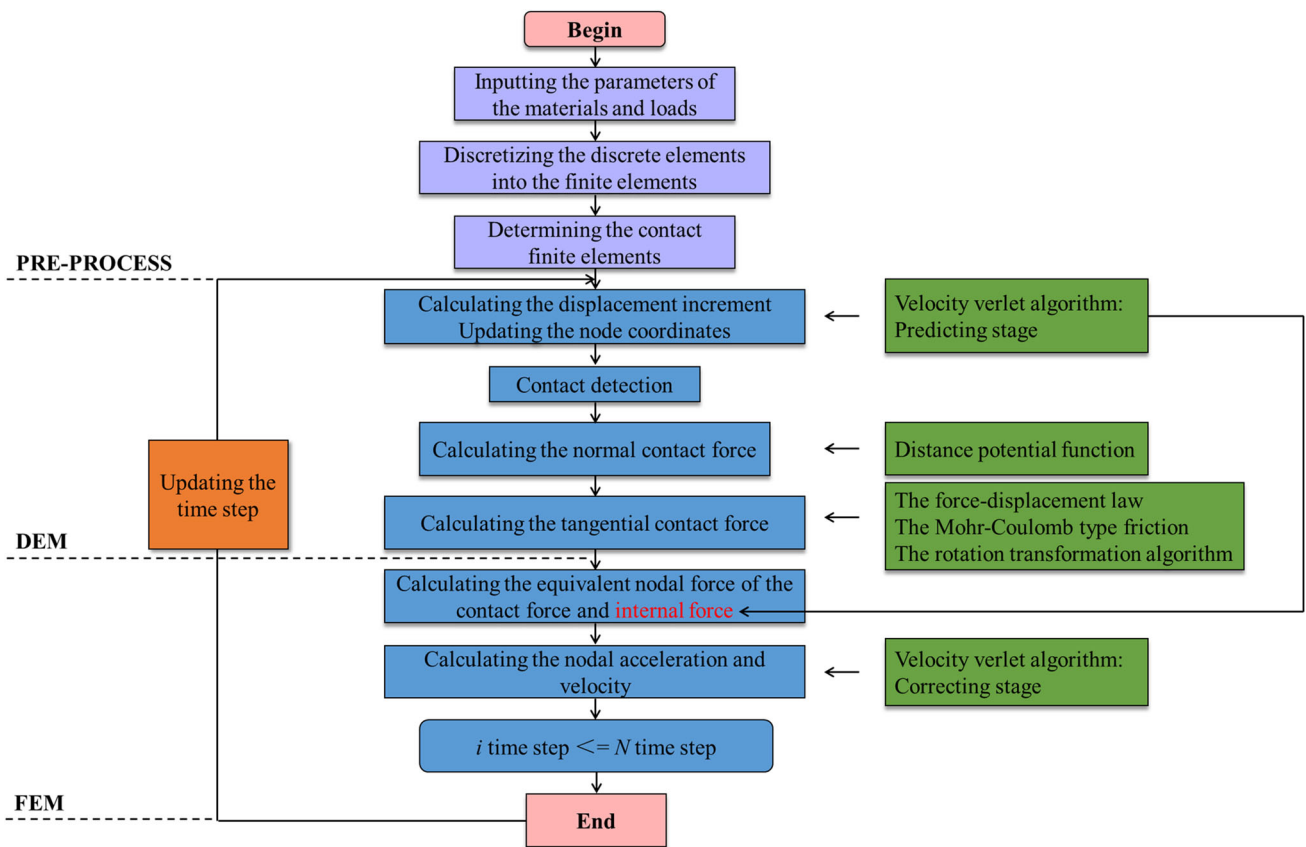 Begin
Inputting the parameters of
the materials and loads
Discretizing the discrete elements
into the finite elements
Determining the contact
finite elements
PRE-PROCESS
Calculating the displacement increment
Updating the node coordinates
Velocity verlet algorithm:
Predicting stage
Contact detection
Calculating the normal contact force
Distance potential function
Updating the
time step
Calculating the tangential contact force
The force-displacement law
The Mohr-Coulomb type friction
The rotation transformation algorithm
DEM
Calculating the equivalent nodal force of the
contact force and internal force
Calculating the nodal acceleration and
velocity
Velocity verlet algorithm:
Correcting stage
i time step <= N time step
FEM
End